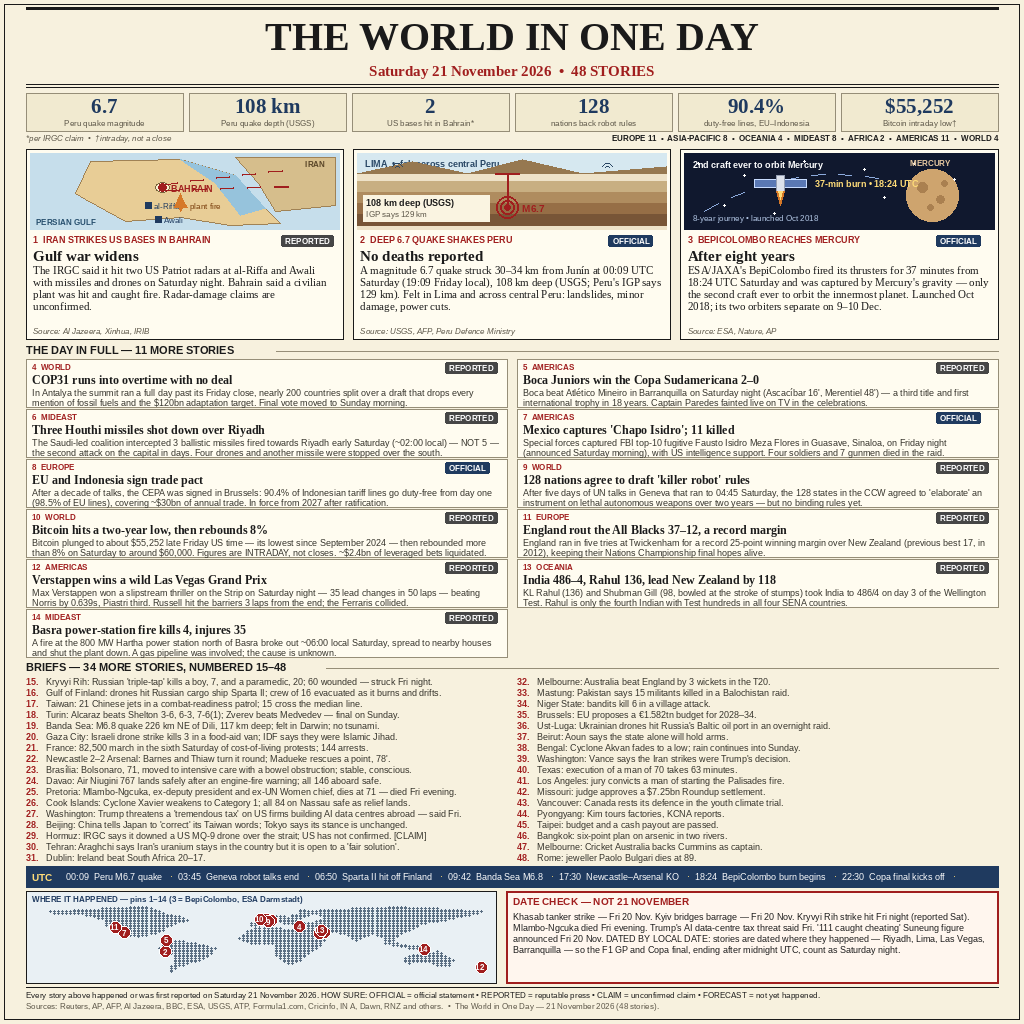 THE WORLD IN ONE DAY
Saturday 21 November 2026 • 48 STORIES
6.7
Peru quake magnitude
108 km
Peru quake depth (USGS)
2
US bases hit in Bahrain*
128
nations back robot rules
90.4%
duty-free lines, EU–Indonesia
$55,252
Bitcoin intraday low†
*per IRGC claim • †intraday, not a close
EUROPE 11 • ASIA-PACIFIC 8 • OCEANIA 4 • MIDEAST 8 • AFRICA 2 • AMERICAS 11 • WORLD 4
IRAN
BAHRAIN
al-Riffa plant fire
Awali
PERSIAN GULF
1 IRAN STRIKES US BASES IN BAHRAIN
REPORTED
Gulf war widens
The IRGC said it hit two US Patriot radars at al-Riffa and Awali
with missiles and drones on Saturday night. Bahrain said a civilian
plant was hit and caught fire. Radar-damage claims are
unconfirmed.
Source: Al Jazeera, Xinhua, IRIB
LIMA • felt across central Peru
108 km deep (USGS)
IGP says 129 km
M6.7
2 DEEP 6.7 QUAKE SHAKES PERU
OFFICIAL
No deaths reported
A magnitude 6.7 quake struck 30–34 km from Junín at 00:09 UTC
Saturday (19:09 Friday local), 108 km deep (USGS; Peru's IGP says
129 km). Felt in Lima and across central Peru: landslides, minor
damage, power cuts.
Source: USGS, AFP, Peru Defence Ministry
2nd craft ever to orbit Mercury
MERCURY
37-min burn • 18:24 UTC
8-year journey • launched Oct 2018
3 BEPICOLOMBO REACHES MERCURY
OFFICIAL
After eight years
ESA/JAXA's BepiColombo fired its thrusters for 37 minutes from
18:24 UTC Saturday and was captured by Mercury's gravity — only
the second craft ever to orbit the innermost planet. Launched Oct
2018; its two orbiters separate on 9–10 Dec.
Source: ESA, Nature, AP
THE DAY IN FULL — 11 MORE STORIES
4 WORLD
REPORTED
COP31 runs into overtime with no deal
In Antalya the summit ran a full day past its Friday close, nearly 200 countries split over a draft that drops every
mention of fossil fuels and the $120bn adaptation target. Final vote moved to Sunday morning.
5 AMERICAS
REPORTED
Boca Juniors win the Copa Sudamericana 2–0
Boca beat Atlético Mineiro in Barranquilla on Saturday night (Ascacíbar 16', Merentiel 48') — a third title and first
international trophy in 18 years. Captain Paredes fainted live on TV in the celebrations.
6 MIDEAST
REPORTED
Three Houthi missiles shot down over Riyadh
The Saudi-led coalition intercepted 3 ballistic missiles fired towards Riyadh early Saturday (~02:00 local) — NOT 5 —
the second attack on the capital in days. Four drones and another missile were stopped over the south.
7 AMERICAS
OFFICIAL
Mexico captures 'Chapo Isidro'; 11 killed
Special forces captured FBI top-10 fugitive Fausto Isidro Meza Flores in Guasave, Sinaloa, on Friday night
(announced Saturday morning), with US intelligence support. Four soldiers and 7 gunmen died in the raid.
8 EUROPE
OFFICIAL
EU and Indonesia sign trade pact
After a decade of talks, the CEPA was signed in Brussels: 90.4% of Indonesian tariff lines go duty-free from day one
(98.5% of EU lines), covering ~$30bn of annual trade. In force from 2027 after ratification.
9 WORLD
REPORTED
128 nations agree to draft 'killer robot' rules
After five days of UN talks in Geneva that ran to 04:45 Saturday, the 128 states in the CCW agreed to 'elaborate' an
instrument on lethal autonomous weapons over two years — but no binding rules yet.
10 WORLD
REPORTED
Bitcoin hits a two-year low, then rebounds 8%
Bitcoin plunged to about $55,252 late Friday US time — its lowest since September 2024 — then rebounded more
than 8% on Saturday to around $60,000. Figures are INTRADAY, not closes. ~$2.4bn of leveraged bets liquidated.
11 EUROPE
REPORTED
England rout the All Blacks 37–12, a record margin
England ran in five tries at Twickenham for a record 25-point winning margin over New Zealand (previous best 17, in
2012), keeping their Nations Championship final hopes alive.
12 AMERICAS
REPORTED
Verstappen wins a wild Las Vegas Grand Prix
Max Verstappen won a slipstream thriller on the Strip on Saturday night — 35 lead changes in 50 laps — beating
Norris by 0.639s, Piastri third. Russell hit the barriers 3 laps from the end; the Ferraris collided.
13 OCEANIA
REPORTED
India 486–4, Rahul 136, lead New Zealand by 118
KL Rahul (136) and Shubman Gill (98, bowled at the stroke of stumps) took India to 486/4 on day 3 of the Wellington
Test. Rahul is only the fourth Indian with Test hundreds in all four SENA countries.
14 MIDEAST
REPORTED
Basra power-station fire kills 4, injures 35
A fire at the 800 MW Hartha power station north of Basra broke out ~06:00 local Saturday, spread to nearby houses
and shut the plant down. A gas pipeline was involved; the cause is unknown.
BRIEFS — 34 MORE STORIES, NUMBERED 15–48
15. Kryvyi Rih: Russian 'triple-tap' kills a boy, 7, and a paramedic, 20; 60 wounded — struck Fri night.
16. Gulf of Finland: drones hit Russian cargo ship Sparta II; crew of 16 evacuated as it burns and drifts.
17. Taiwan: 21 Chinese jets in a combat-readiness patrol; 15 cross the median line.
18. Turin: Alcaraz beats Shelton 3-6, 6-3, 7-6(1); Zverev beats Medvedev — final on Sunday.
19. Banda Sea: M6.8 quake 226 km NE of Dili, 117 km deep; felt in Darwin; no tsunami.
20. Gaza City: Israeli drone strike kills 3 in a food-aid van; IDF says they were Islamic Jihad.
21. France: 82,500 march in the sixth Saturday of cost-of-living protests; 144 arrests.
22. Newcastle 2–2 Arsenal: Barnes and Thiaw turn it round; Madueke rescues a point, 78'.
23. Brasília: Bolsonaro, 71, moved to intensive care with a bowel obstruction; stable, conscious.
24. Davao: Air Niugini 767 lands safely after an engine-fire warning; all 146 aboard safe.
25. Pretoria: Mlambo-Ngcuka, ex-deputy president and ex-UN Women chief, dies at 71 — died Fri evening.
26. Cook Islands: Cyclone Xavier weakens to Category 1; all 84 on Nassau safe as relief lands.
27. Washington: Trump threatens a 'tremendous tax' on US firms building AI data centres abroad — said Fri.
28. Beijing: China tells Japan to 'correct' its Taiwan words; Tokyo says its stance is unchanged.
29. Hormuz: IRGC says it downed a US MQ-9 drone over the strait; US has not confirmed. [CLAIM]
30. Tehran: Araghchi says Iran's uranium stays in the country but it is open to a 'fair solution'.
31. Dublin: Ireland beat South Africa 20–17.
32. Melbourne: Australia beat England by 3 wickets in the T20.
33. Mastung: Pakistan says 15 militants killed in a Balochistan raid.
34. Niger State: bandits kill 6 in a village attack.
35. Brussels: EU proposes a €1.582tn budget for 2028–34.
36. Ust-Luga: Ukrainian drones hit Russia's Baltic oil port in an overnight raid.
37. Beirut: Aoun says the state alone will hold arms.
38. Bengal: Cyclone Akvan fades to a low; rain continues into Sunday.
39. Washington: Vance says the Iran strikes were Trump's decision.
40. Texas: execution of a man of 70 takes 63 minutes.
41. Los Angeles: jury convicts a man of starting the Palisades fire.
42. Missouri: judge approves a $7.25bn Roundup settlement.
43. Vancouver: Canada rests its defence in the youth climate trial.
44. Pyongyang: Kim tours factories, KCNA reports.
45. Taipei: budget and a cash payout are passed.
46. Bangkok: six-point plan on arsenic in two rivers.
47. Melbourne: Cricket Australia backs Cummins as captain.
48. Rome: jeweller Paolo Bulgari dies at 89.
UTC 00:09 Peru M6.7 quake · 03:45 Geneva robot talks end · 06:50 Sparta II hit off Finland · 09:42 Banda Sea M6.8 · 17:30 Newcastle–Arsenal KO · 18:24 BepiColombo burn begins · 22:30 Copa final kicks off ·
WHERE IT HAPPENED — pins 1–14 (3 = BepiColombo, ESA Darmstadt)
11
7
5
2
10
4
3
14
12
DATE CHECK — NOT 21 NOVEMBER
Khasab tanker strike — Fri 20 Nov. Kyiv bridges barrage — Fri 20 Nov. Kryvyi Rih strike hit Fri night (reported Sat).
Mlambo-Ngcuka died Fri evening. Trump's AI data-centre tax threat said Fri. '111 caught cheating' Suneung figure
announced Fri 20 Nov. DATED BY LOCAL DATE: stories are dated where they happened — Riyadh, Lima, Las Vegas,
Barranquilla — so the F1 GP and Copa final, ending after midnight UTC, count as Saturday night.
Every story above happened or was first reported on Saturday 21 November 2026. HOW SURE: OFFICIAL = official statement • REPORTED = reputable press • CLAIM = unconfirmed claim • FORECAST = not yet happened.
Sources: Reuters, AP, AFP, Al Jazeera, BBC, ESA, USGS, ATP, Formula1.com, Cricinfo, IN A, Dawn, RNZ and others. • The World in One Day — 21 November 2026 (48 stories).